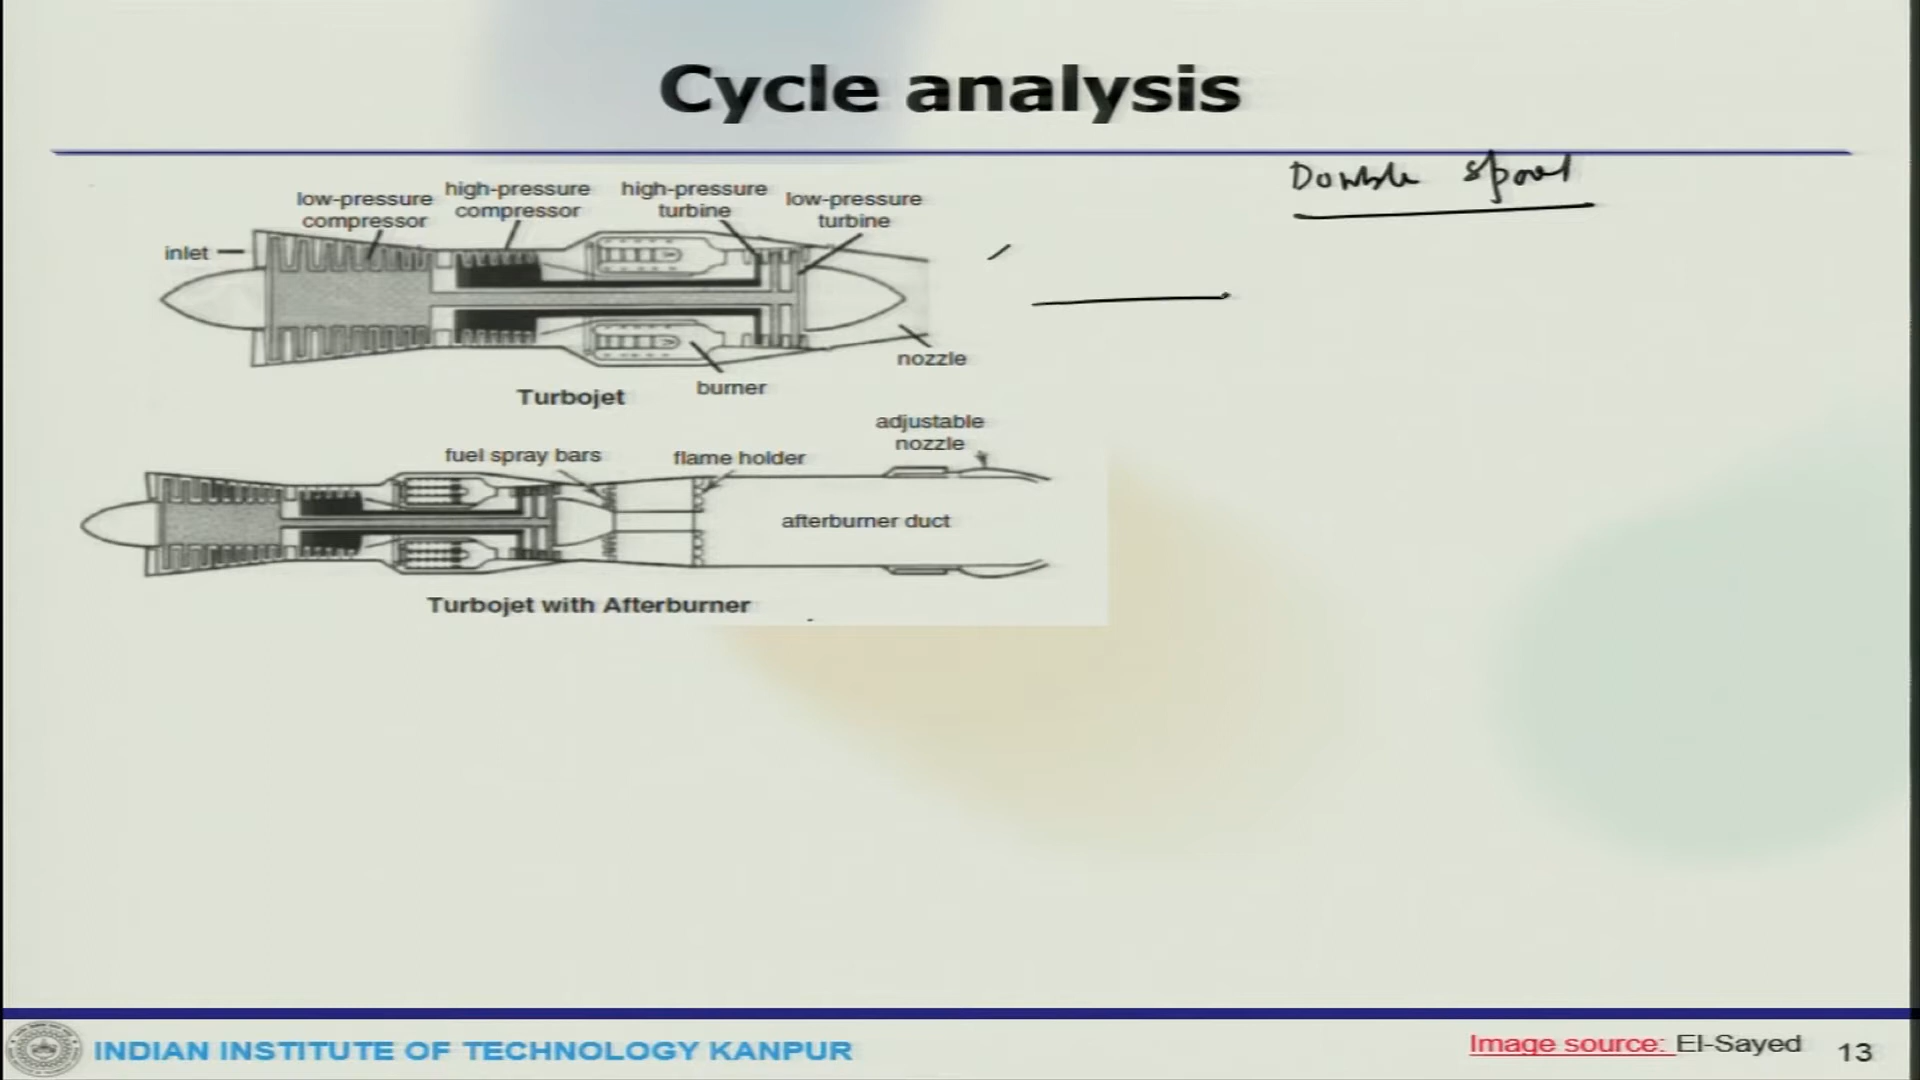 Cycle analysis
Double spool
low-pressure compressor
high-pressure compressor
high-pressure turbine
low-pressure turbine
inlet
nozzle
burner
Turbojet
adjustable nozzle
fuel spray bars
flame holder
afterburner duct
Turbojet with Afterburner
INDIAN INSTITUTE OF TECHNOLOGY KANPUR
Image source: El-Sayed
13